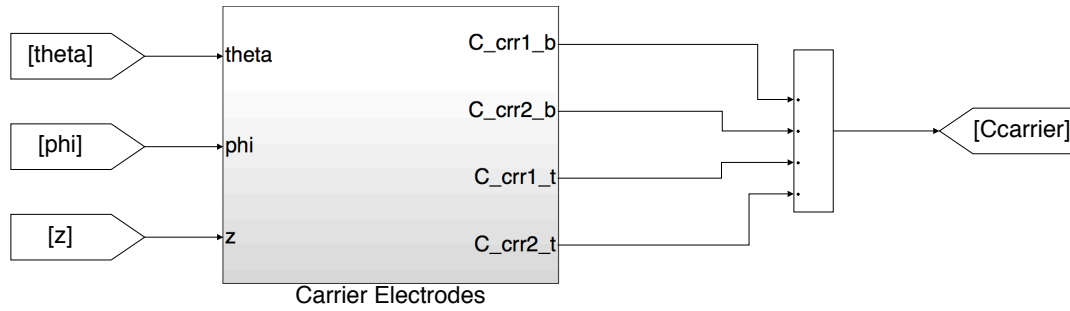 [theta]
[phi]
[z]
theta
phi
z
C_crr1_b
C_crr2_b
C_crr1_t
C_crr2_t
Carrier Electrodes
[Ccarrier]